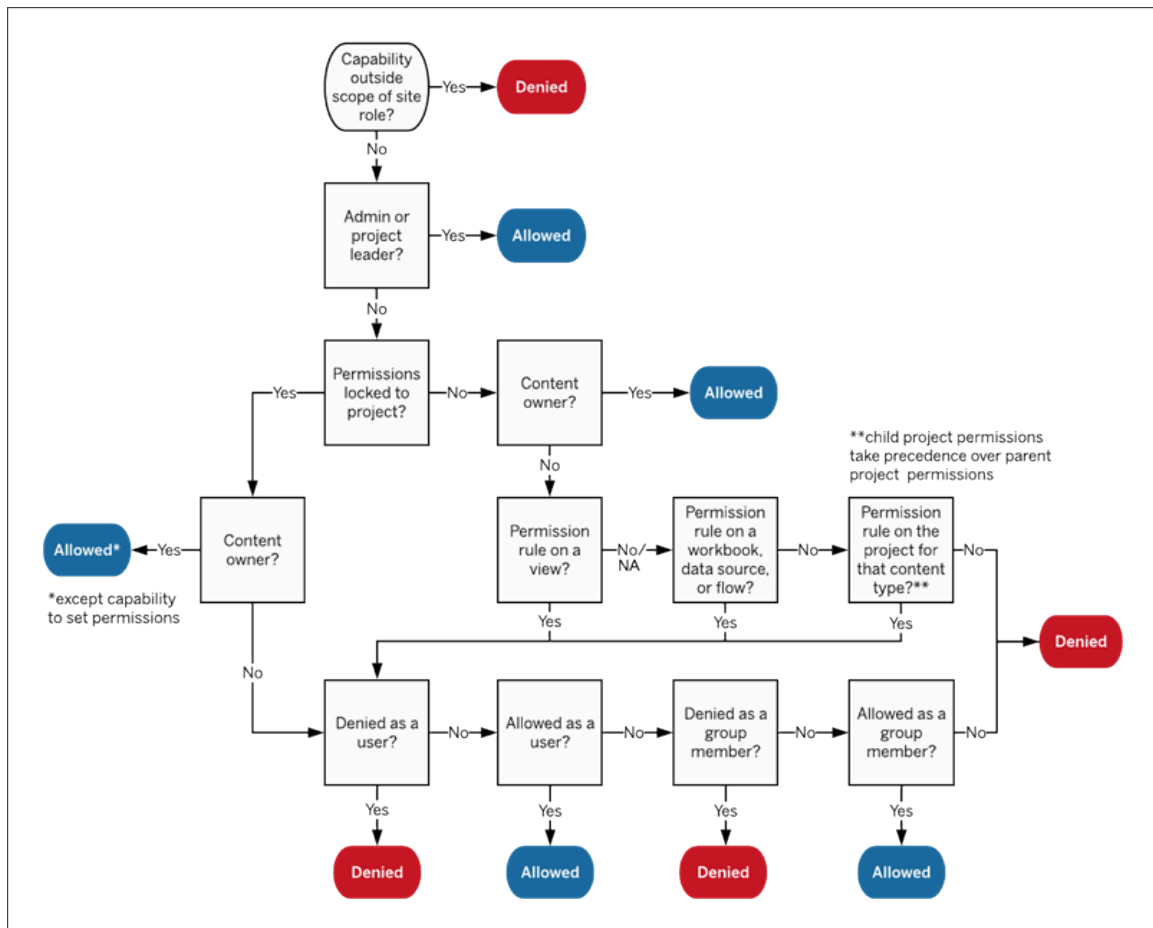 Capability
outside
scope of site
role?
Yes
Denied
No
Admin or
project
leader?
Yes
Allowed
No
Permissions
locked to
project?
Yes
No
Content
owner?
Yes
Allowed
**child project permissions
take precedence over parent
project permissions
No
Content
owner?
Yes
Allowed*
*except capability
to set permissions
No
Permission
rule on a
view?
No/
NA
Permission
rule on a
workbook,
data source,
or flow?
No
Permission
rule on the
project for
that content
type?**
No
Yes
Yes
Yes
Denied
Denied as a
user?
No
Allowed as a
user?
No
Denied as a
group
member?
No
Allowed as a
group
member?
No
Yes
Yes
Yes
Yes
Denied
Allowed
Denied
Allowed